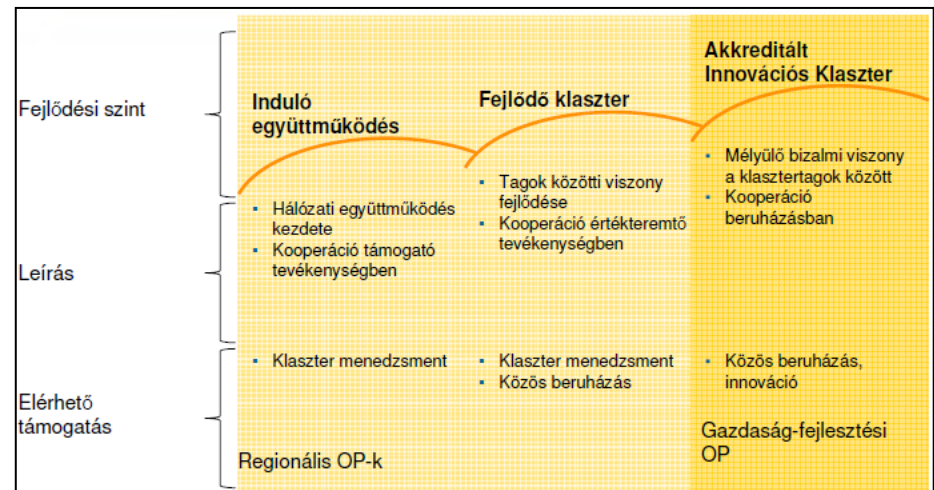 Fejlődési szint
Induló
együttműködés
Fejlődő klaszter
Akkreditált
Innovációs Klaszter
Leírás
Hálózati együttműködés
kezdete
Kooperáció támogató
tevékenységben
Tagok közötti viszony
fejlődése
Kooperáció értékteremtő
tevékenységben
Mélyülő bizalmi viszony
a klasztertagok között
Kooperáció
beruházásban
Elérhető
támogatás
Klaszter menedzsment
Klaszter menedzsment
Közös beruházás
Közös beruházás,
innováció
Regionális OP-k
Gazdaság-fejlesztési
OP